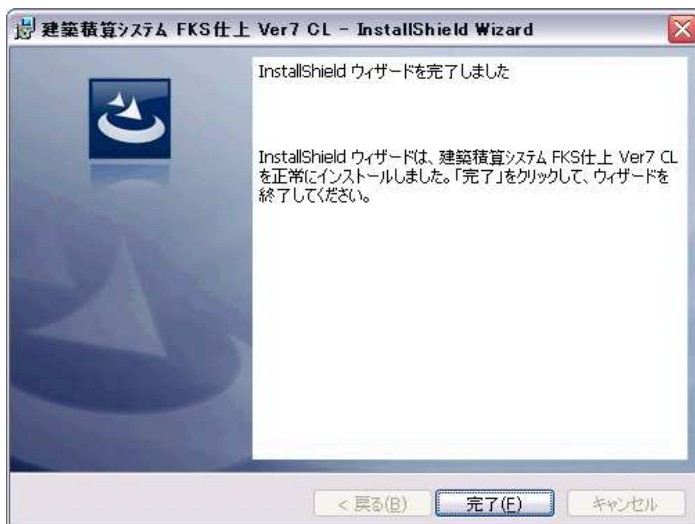 建築積算システム FKS仕上 Ver7 CL - InstallShield Wizard
InstallShield ウィザードを完了しました
InstallShield ウィザードは、建築積算システム FKS仕上 Ver7 CL
を正常にインストールしました。「完了」をクリックして、ウィザードを
終了してください。
< 戻る(B)
完了(F)
キャンセル